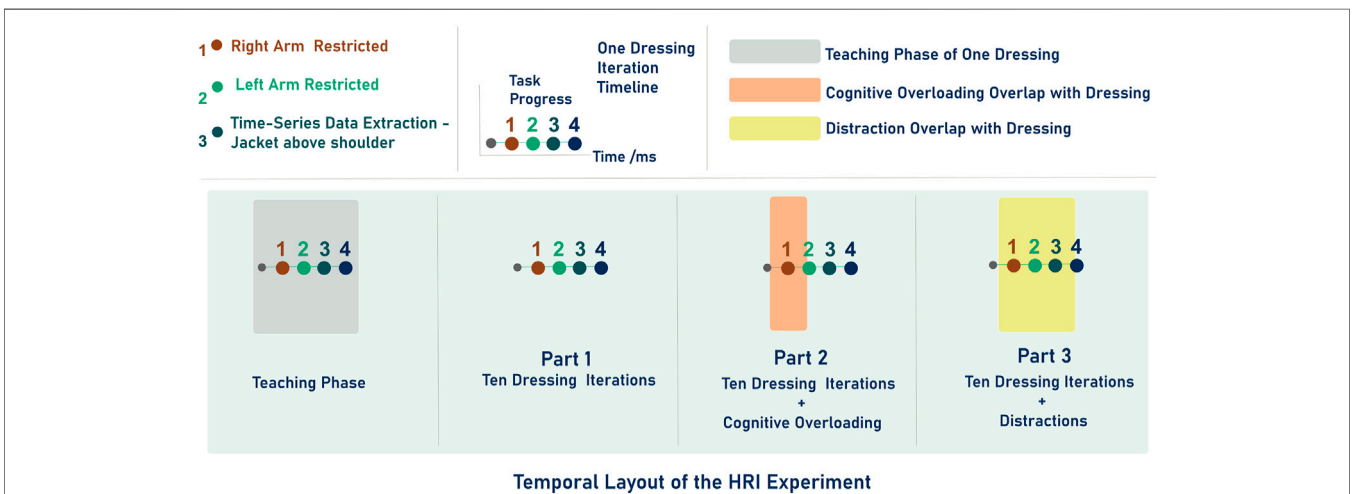 1 Right Arm Restricted
2 Left Arm Restricted
3 Time-Series Data Extraction -
Jacket above shoulder
One Dressing
Iteration
Timeline
Task
Progress
1 2 3 4
Time /ms
Teaching Phase of One Dressing
Cognitive Overloading Overlap with Dressing
Distraction Overlap with Dressing
1 2 3 4
Teaching Phase
1 2 3 4
Part 1
Ten Dressing Iterations
1 2 3 4
Part 2
Ten Dressing Iterations
+
Cognitive Overloading
1 2 3 4
Part 3
Ten Dressing Iterations
+
Distractions
Temporal Layout of the HRI Experiment